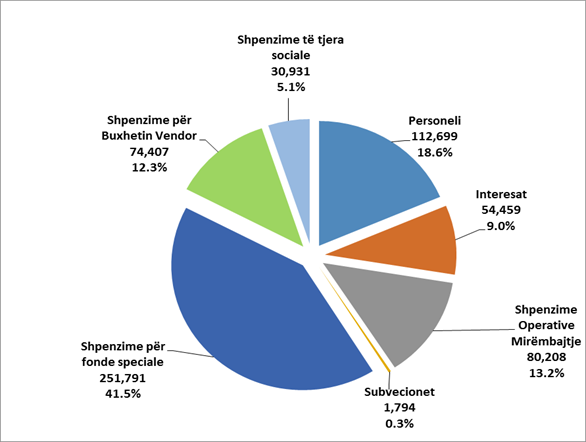 Shpenzime të tjera
sociale
30,931
5.1%
Personeli
112,699
18.6%
Interesat
54,459
9.0%
Shpenzime
Operative
Mirëmbajtje
80,208
13.2%
Subvecionet
1,794
0.3%
Shpenzime për
fonde speciale
251,791
41.5%
Shpenzime për
Buxhetin Vendor
74,407
12.3%